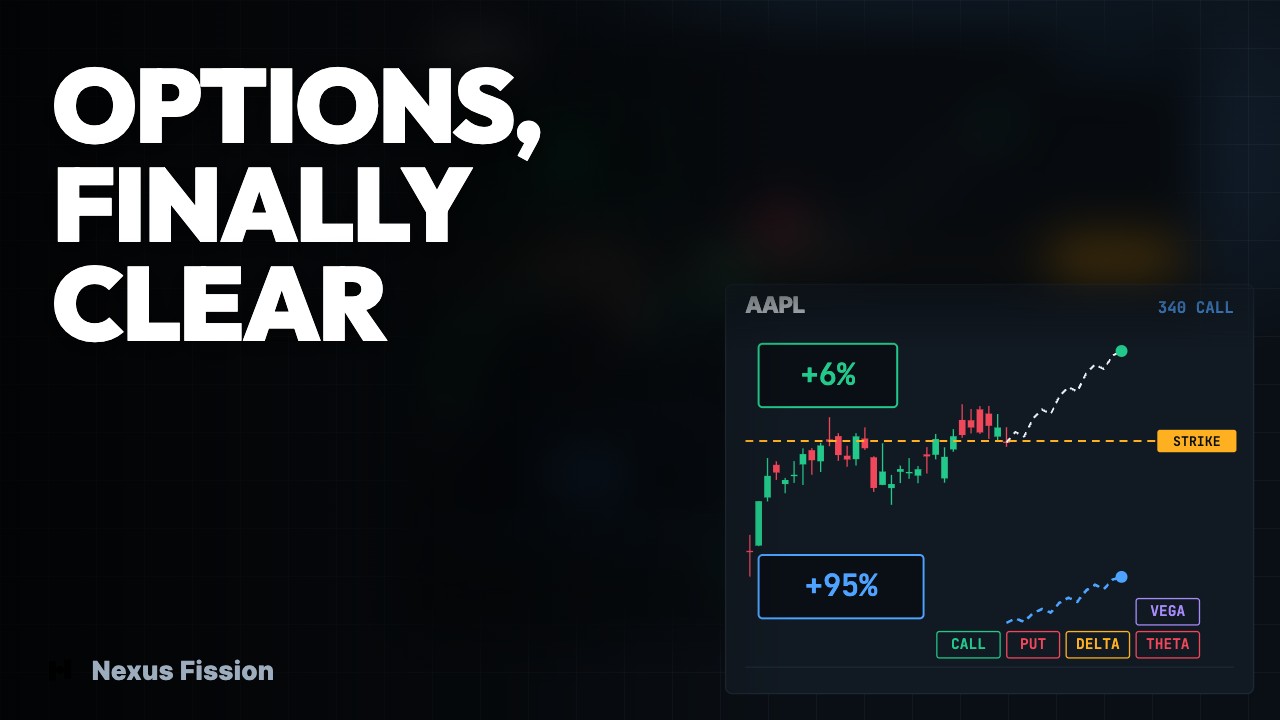 OPTIONS,
FINALLY
CLEAR
AAPL
340 CALL
+6%
STRIKE
+95%
VEGA
CALL
PUT
DELTA
THETA
Nexus Fission